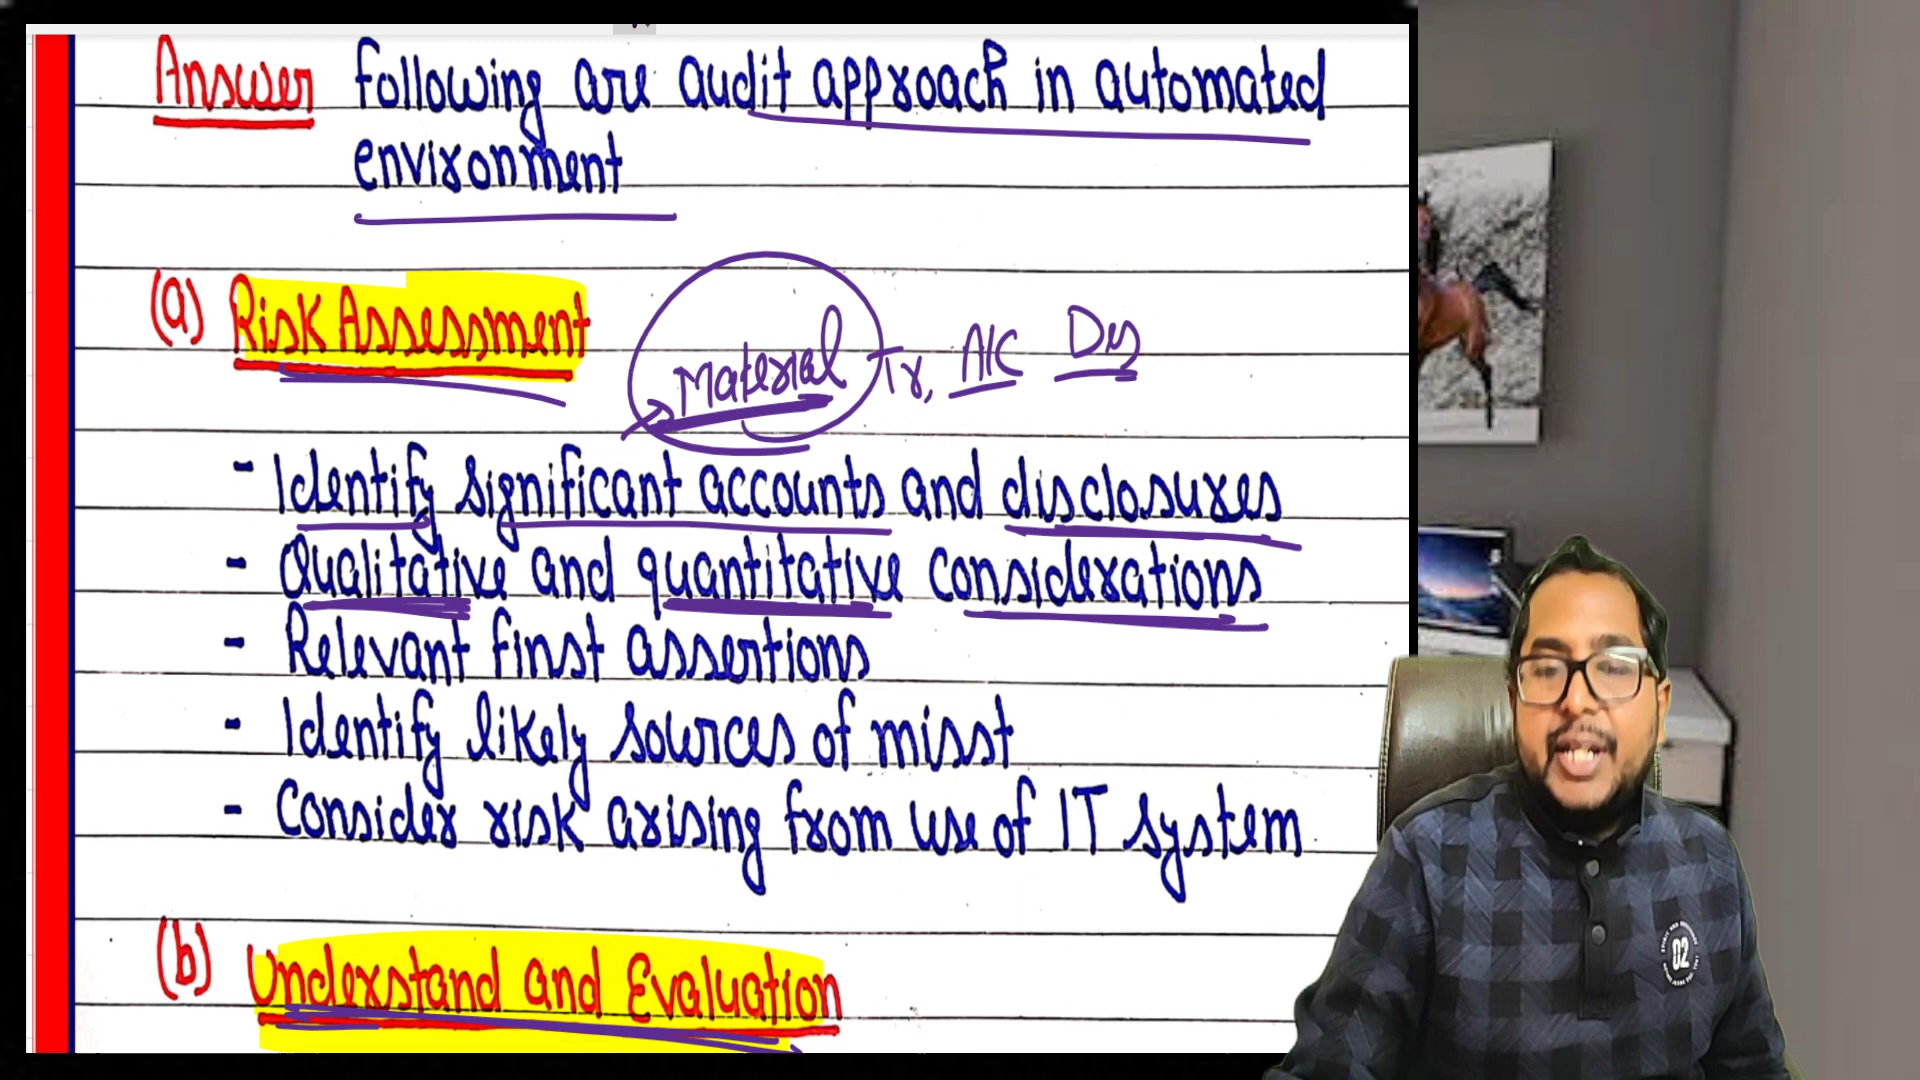 Answer following are audit approach in automated
environment
(a) Risk Assessment
Material Tr, A/C Dis
- Identify significant accounts and disclosures
- Qualitative and quantitative considerations
- Relevant finst assertions
- Identify likely sources of misst
- Consider risk arising from use of IT system
(b) Understand and Evaluation
02